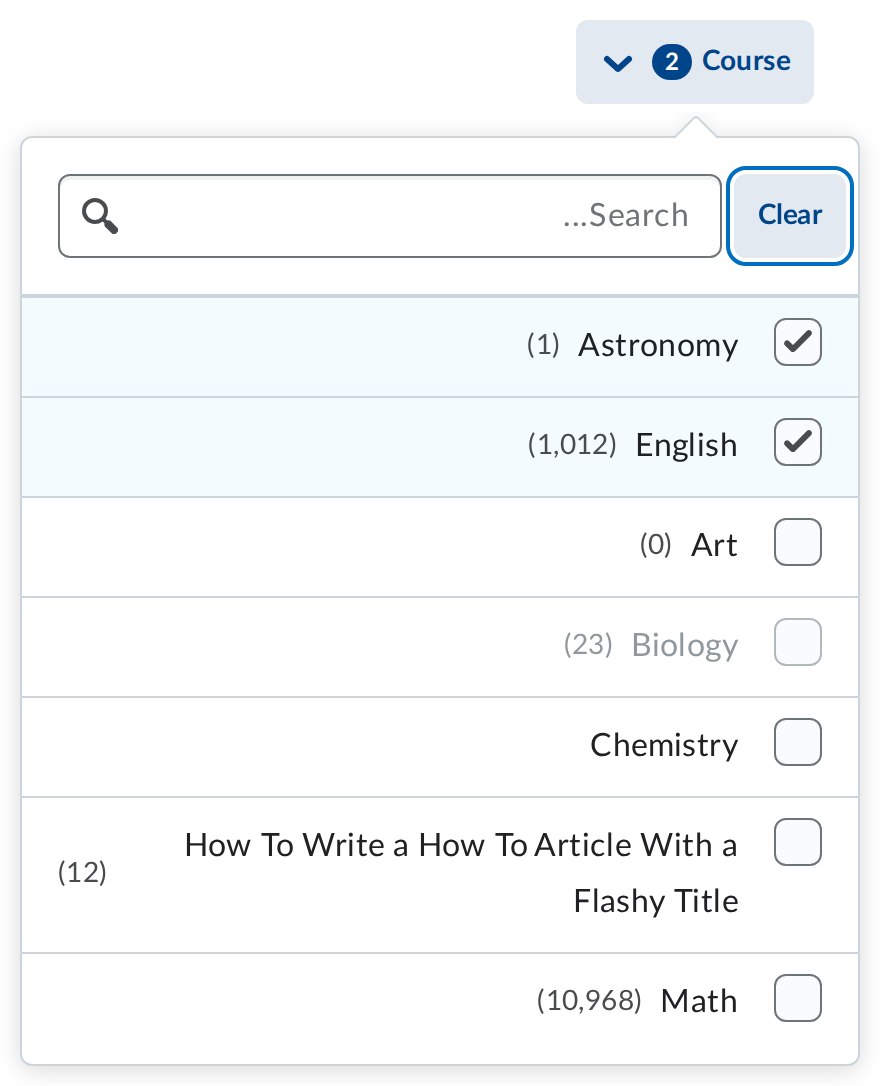 2 Course
...Search
Clear
(1) Astronomy
(1,012) English
(0) Art
(23) Biology
Chemistry
How To Write a How To Article With a
Flashy Title
(12)
(10,968) Math